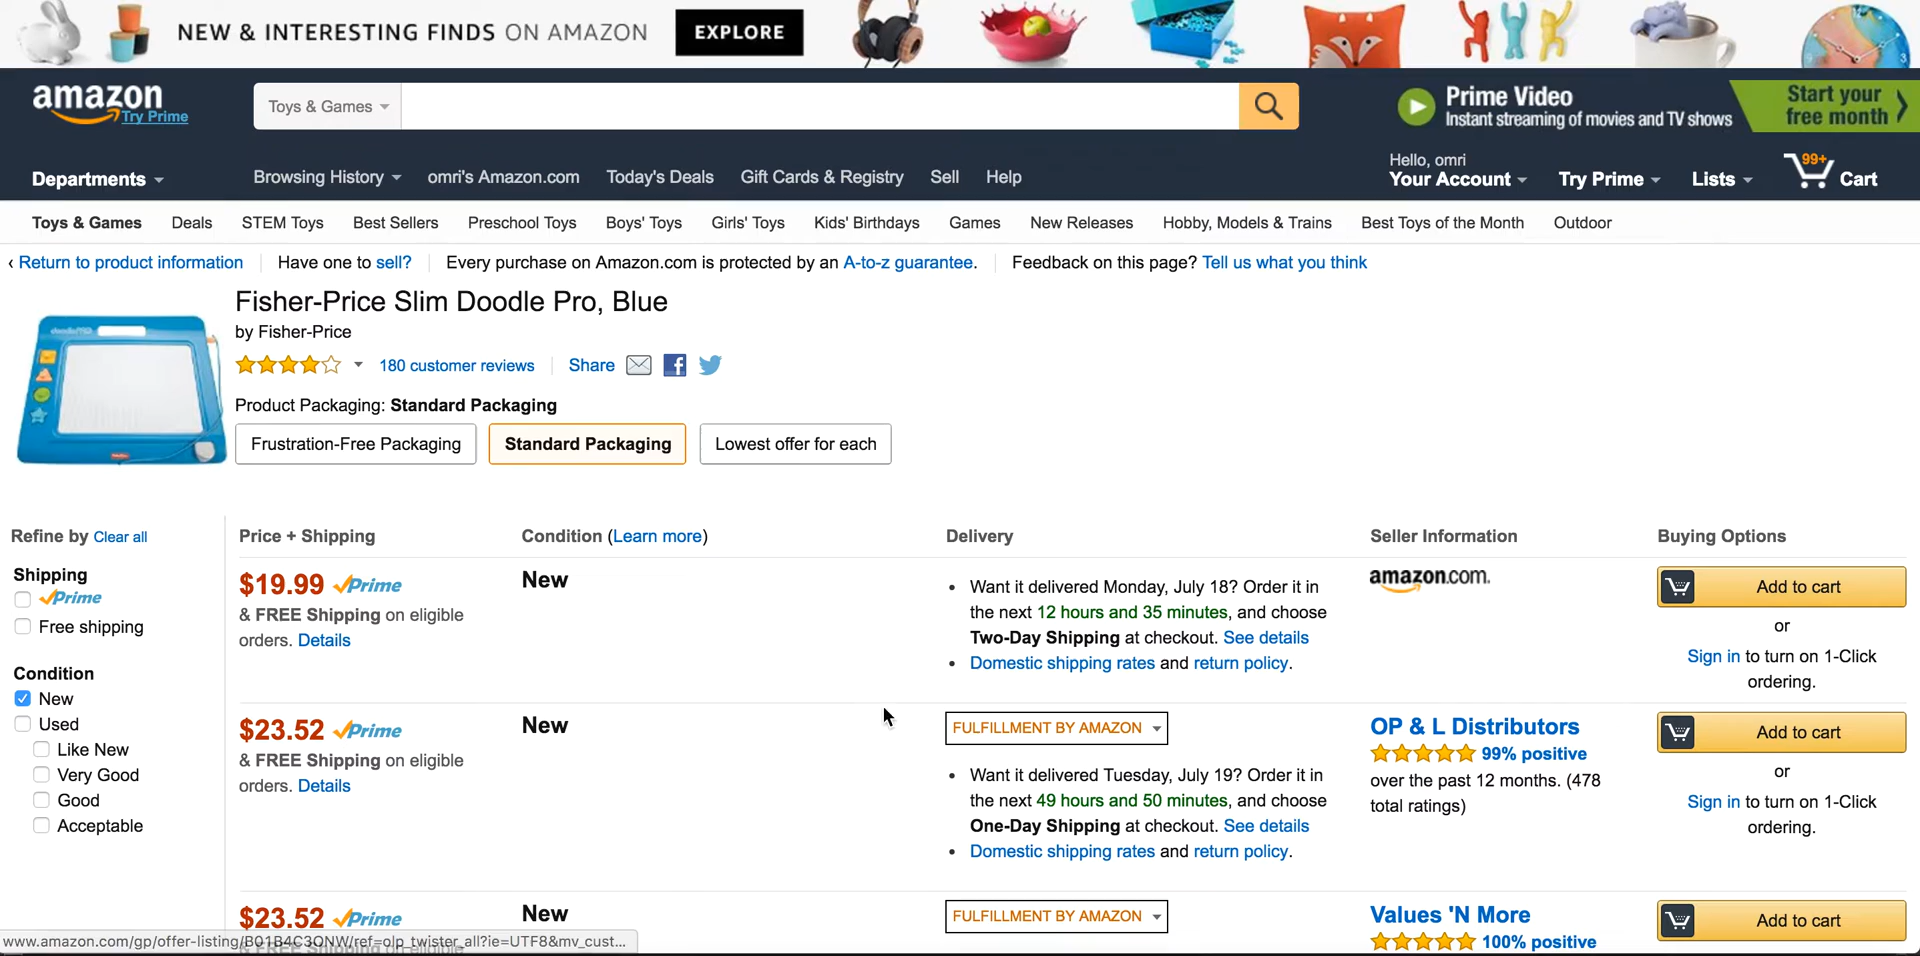 NEW & INTERESTING FINDS ON AMAZON EXPLORE
amazon
Try Prime
Toys & Games
Prime Video
Instant streaming of movies and TV shows
Start your
free month
Departments
Browsing History omri's Amazon.com Today's Deals Gift Cards & Registry Sell Help
Hello, omri
Your Account Try Prime Lists 99+ Cart
Toys & Games Deals STEM Toys Best Sellers Preschool Toys Boys' Toys Girls' Toys Kids' Birthdays Games New Releases Hobby, Models & Trains Best Toys of the Month Outdoor
‹ Return to product information Have one to sell? Every purchase on Amazon.com is protected by an A-to-z guarantee. Feedback on this page? Tell us what you think
Fisher-Price Slim Doodle Pro, Blue
by Fisher-Price
180 customer reviews Share
Product Packaging: Standard Packaging
Frustration-Free Packaging Standard Packaging Lowest offer for each
Refine by Clear all
Shipping
Prime
Free shipping
Condition
New
Used
Like New
Very Good
Good
Acceptable
Price + Shipping Condition (Learn more) Delivery Seller Information Buying Options
$19.99 Prime
& FREE Shipping on eligible
orders. Details
New
• Want it delivered Monday, July 18? Order it in
the next 12 hours and 35 minutes, and choose
Two-Day Shipping at checkout. See details
• Domestic shipping rates and return policy.
amazon.com.
Add to cart
or
Sign in to turn on 1-Click
ordering.
$23.52 Prime
& FREE Shipping on eligible
orders. Details
New
FULFILLMENT BY AMAZON
• Want it delivered Tuesday, July 19? Order it in
the next 49 hours and 50 minutes, and choose
One-Day Shipping at checkout. See details
• Domestic shipping rates and return policy.
OP & L Distributors
99% positive
over the past 12 months. (478
total ratings)
Add to cart
or
Sign in to turn on 1-Click
ordering.
$23.52 Prime
New
FULFILLMENT BY AMAZON
Values 'N More
100% positive
Add to cart
www.amazon.com/gp/offer-listing/B01B4C3ONW/ref=olp_twister_all?ie=UTF8&mv_cust...